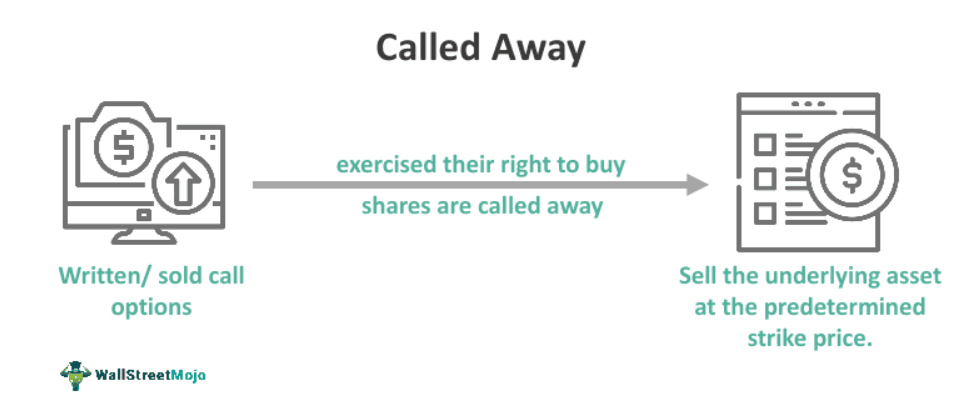 Called Away
exercised their right to buy
shares are called away
Written/ sold call
options
Sell the underlying asset
at the predetermined
strike price.
WallStreetMojo